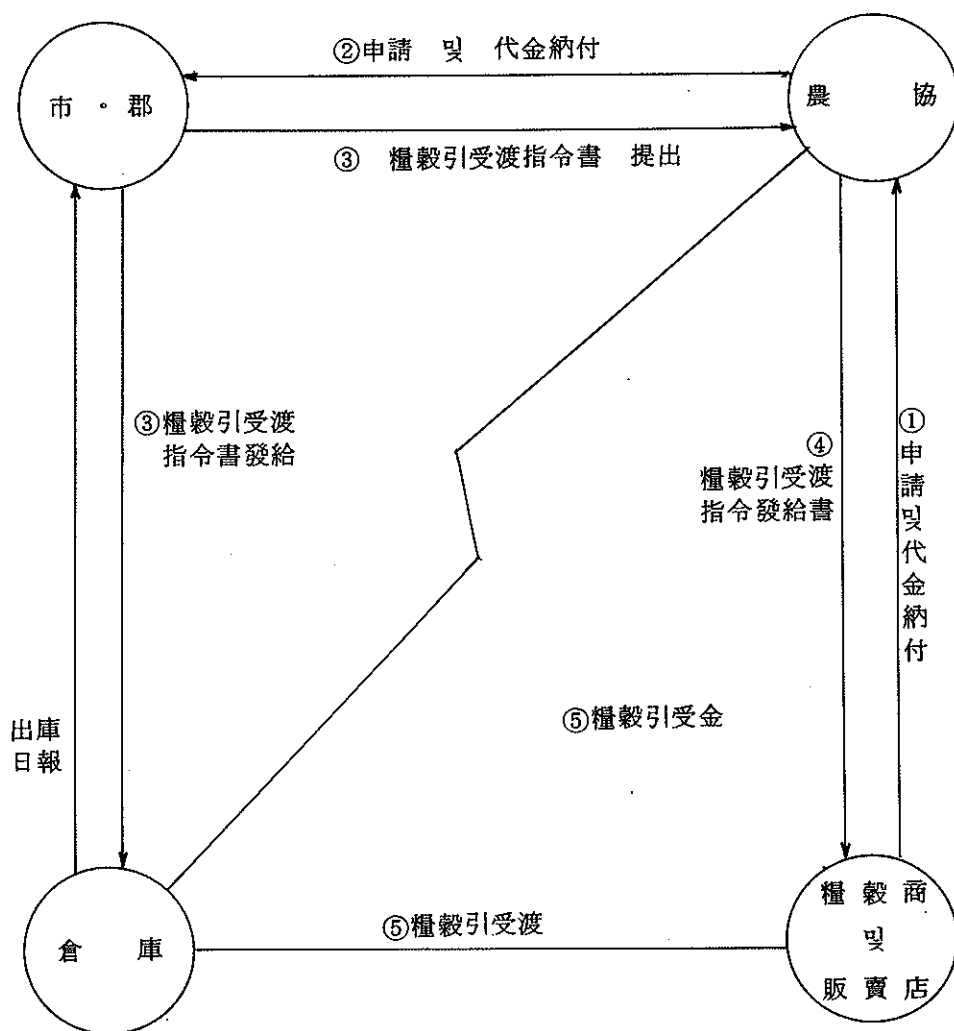 ②申請 및 代金納付
市・郡
農 協
③ 糧穀引受渡指令書 提出
③糧穀引受渡
指令書發給
④
糧穀引受渡
指令發給書
①申請및代金納付
出庫
日報
⑤糧穀引受金
倉 庫
⑤糧穀引受渡
糧穀商
및
販賣店